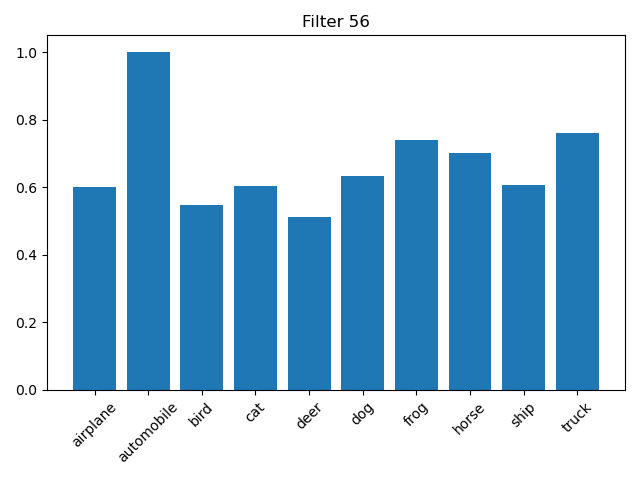 Filter 56
1.0
0.8
0.6
0.4
0.2
0.0
airplane
automobile
bird
cat
deer
dog
frog
horse
ship
truck